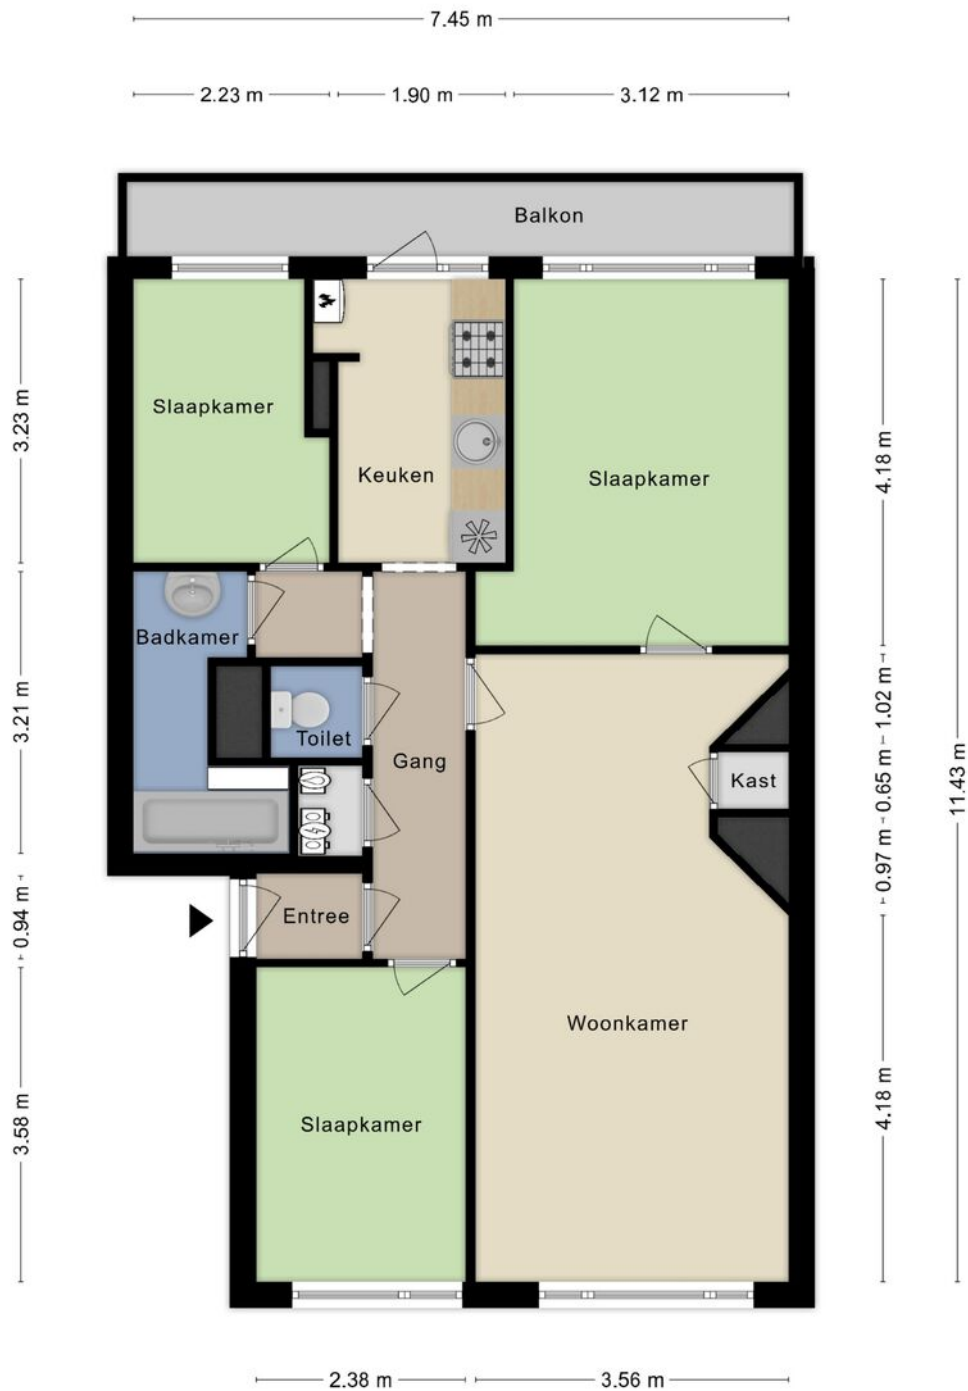 7.45 m
2.23 m
1.90 m
3.12 m
Balkon
Slaapkamer
Keuken
Slaapkamer
Badkamer
Toilet
Gang
Kast
Entree
Woonkamer
Slaapkamer
3.23 m
3.21 m
0.94 m
3.58 m
4.18 m
1.02 m
0.65 m
0.97 m
4.18 m
11.43 m
2.38 m
3.56 m